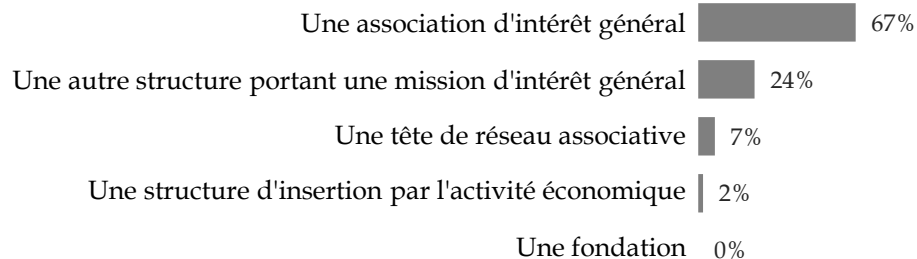 Une association d'intérêt général 67%
Une autre structure portant une mission d'intérêt général 24%
Une tête de réseau associative 7%
Une structure d'insertion par l'activité économique 2%
Une fondation 0%